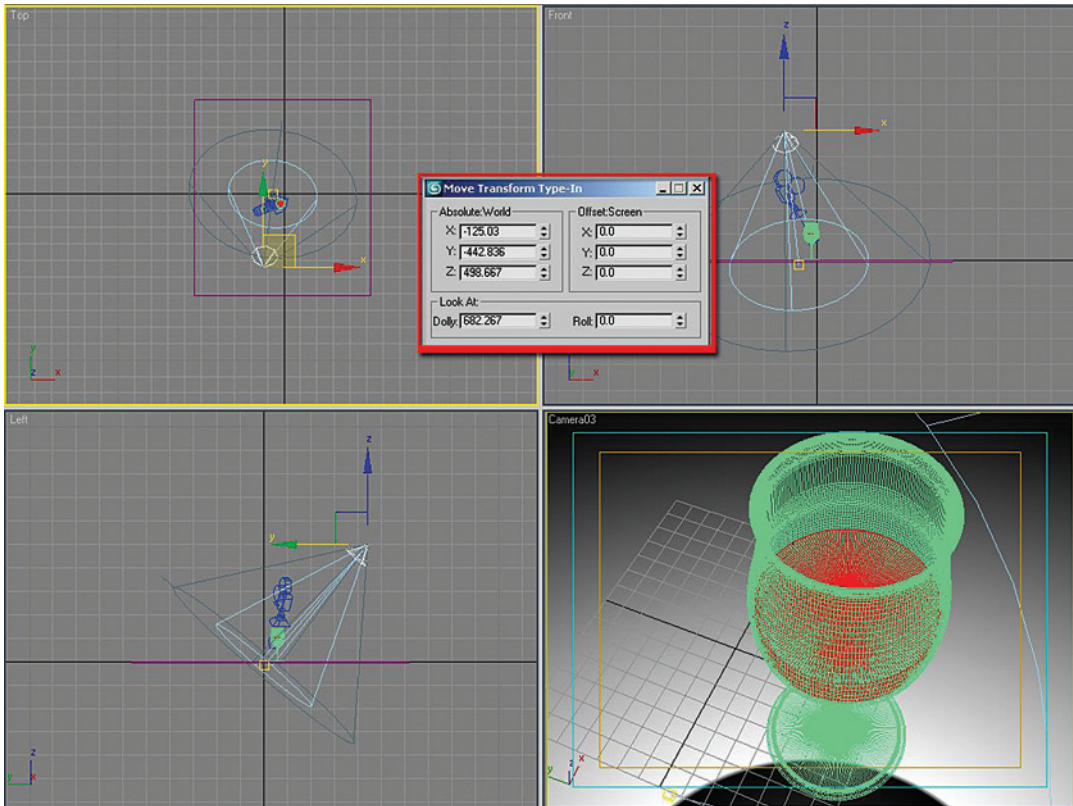 Top
Front
z
x
y
x
y
z
x
z
x
Move Transform Type-In
Absolute:World
Offset:Screen
X: -125.03
X: 0.0
Y: -442.836
Y: 0.0
Z: 498.667
Z: 0.0
Look At:
Dolly: 682.267
Roll: 0.0
Left
Camera03
z
y
z
y
x
z
x
y